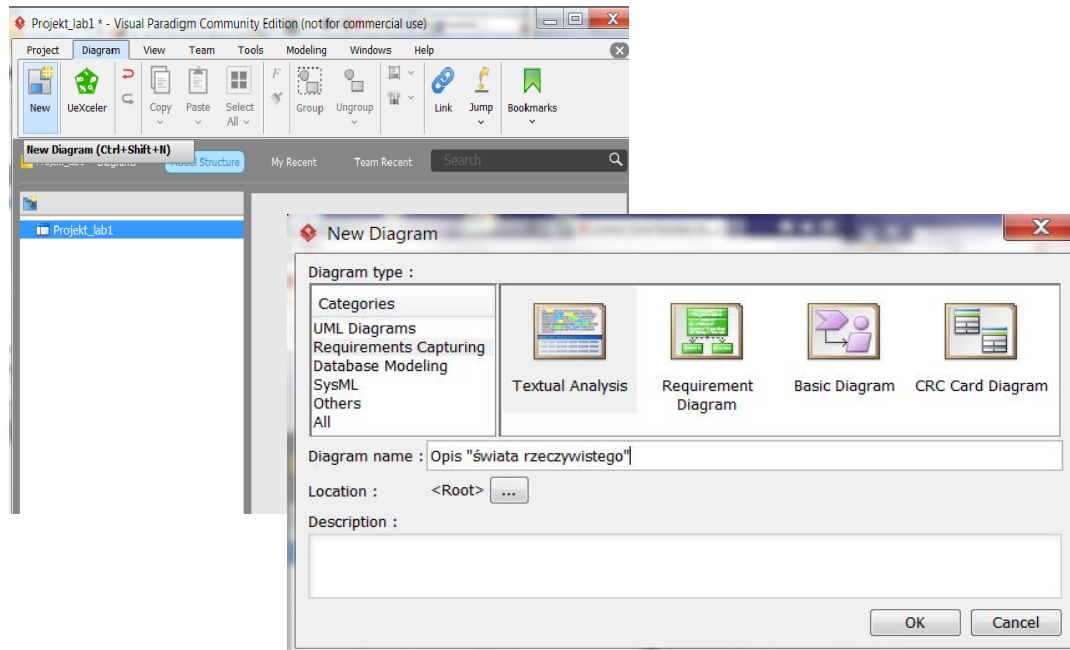 Projekt_lab1 * - Visual Paradigm Community Edition (not for commercial use)
Project Diagram View Team Tools Modeling Windows Help
New UeXceler Copy Paste Select All F Group Ungroup Link Jump Bookmarks
New Diagram (Ctrl+Shift+N)
Model Structure My Recent Team Recent Search
Projekt_lab1
New Diagram
Diagram type :
Categories
UML Diagrams
Requirements Capturing
Database Modeling
SysML
Others
All
Textual Analysis Requirement Diagram Basic Diagram CRC Card Diagram
Diagram name : Opis "świata rzeczywistego"
Location : <Root> ...
Description :
OK Cancel